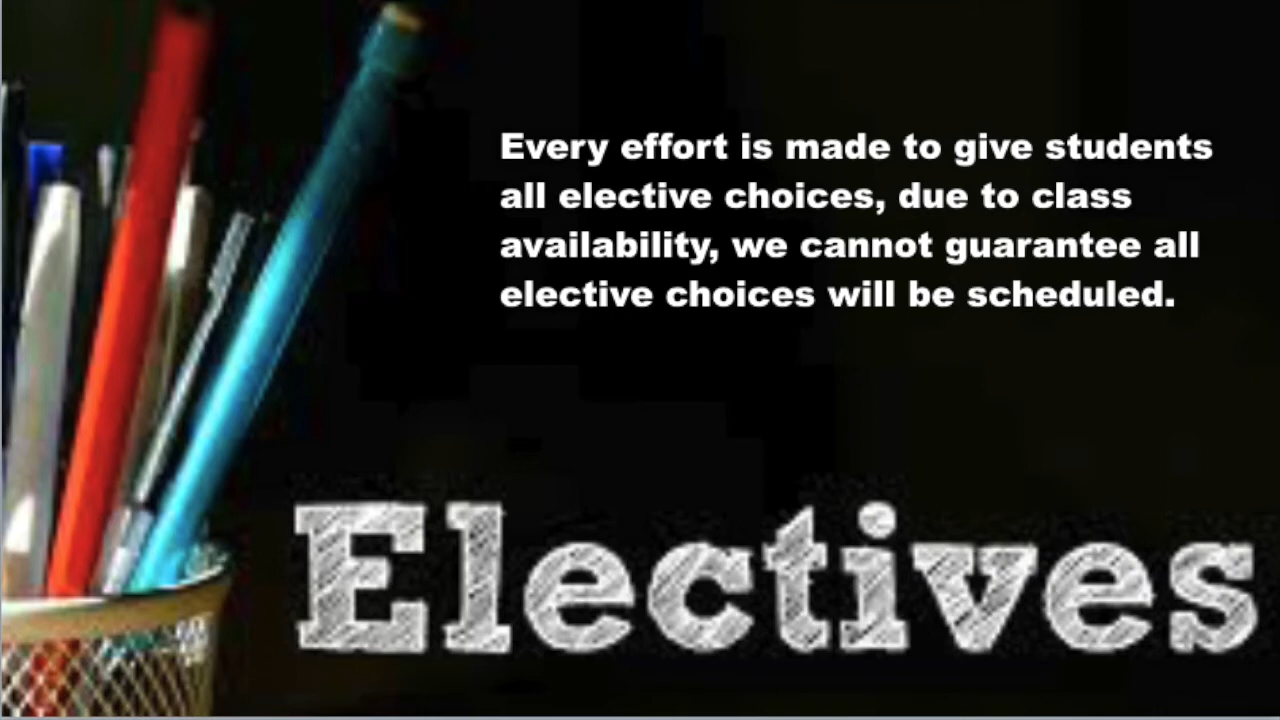 Every effort is made to give students
all elective choices, due to class
availability, we cannot guarantee all
elective choices will be scheduled.
Electives